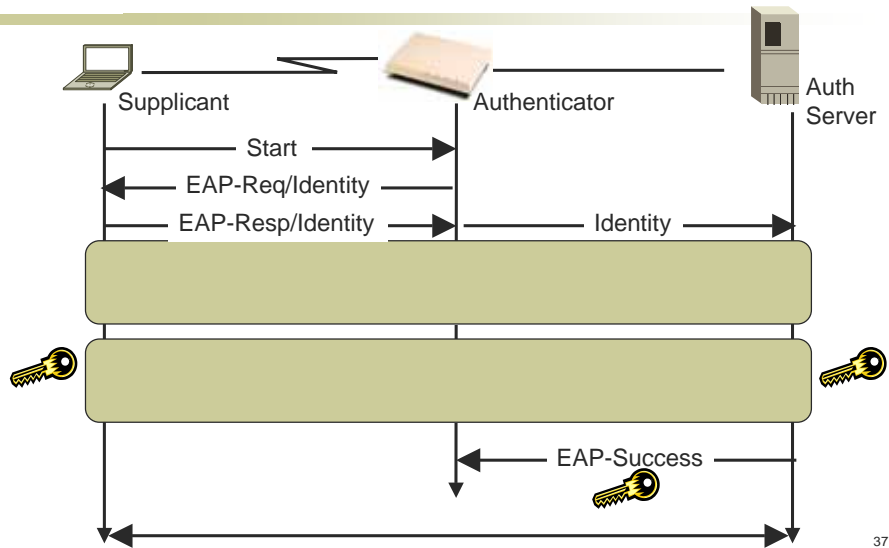 Supplicant
Authenticator
Auth
Server
Start
EAP-Req/Identity
EAP-Resp/Identity
Identity
EAP-Success
37